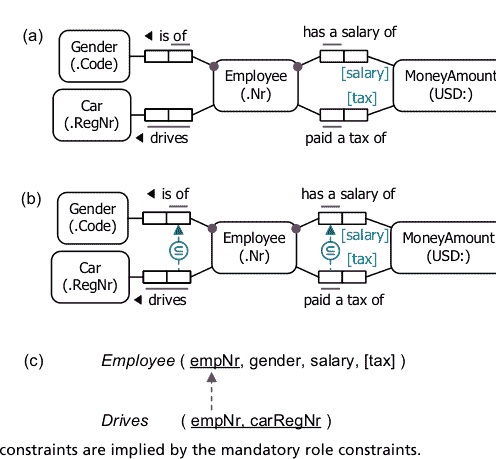 (a)
◄ is of
has a salary of
Gender
(.Code)
Employee
(.Nr)
[salary]
[tax]
MoneyAmount
(USD:)
Car
(.RegNr)
◄ drives
paid a tax of
(b)
◄ is of
has a salary of
Gender
(.Code)
⊆
⊆
Employee
(.Nr)
[salary]
[tax]
MoneyAmount
(USD:)
Car
(.RegNr)
◄ drives
paid a tax of
(c)
Employee ( empNr, gender, salary, [tax] )
Drives ( empNr, carRegNr )
constraints are implied by the mandatory role constraints.